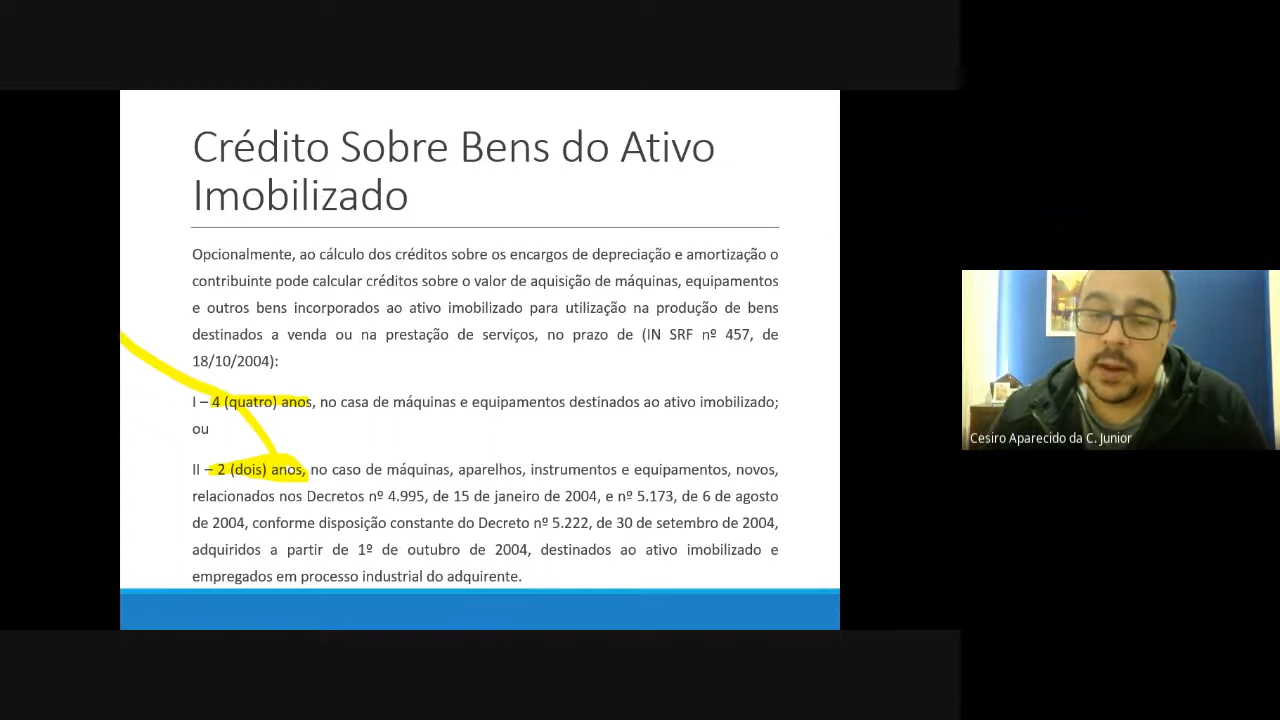 Crédito Sobre Bens do Ativo
Imobilizado
Opcionalmente, ao cálculo dos créditos sobre os encargos de depreciação e amortização o
contribuinte pode calcular créditos sobre o valor de aquisição de máquinas, equipamentos
e outros bens incorporados ao ativo imobilizado para utilização na produção de bens
destinados a venda ou na prestação de serviços, no prazo de (IN SRF nº 457, de
18/10/2004):
I – 4 (quatro) anos, no casa de máquinas e equipamentos destinados ao ativo imobilizado;
ou
II – 2 (dois) anos, no caso de máquinas, aparelhos, instrumentos e equipamentos, novos,
relacionados nos Decretos nº 4.995, de 15 de janeiro de 2004, e nº 5.173, de 6 de agosto
de 2004, conforme disposição constante do Decreto nº 5.222, de 30 de setembro de 2004,
adquiridos a partir de 1º de outubro de 2004, destinados ao ativo imobilizado e
empregados em processo industrial do adquirente.
Cesiro Aparecido da C. Junior